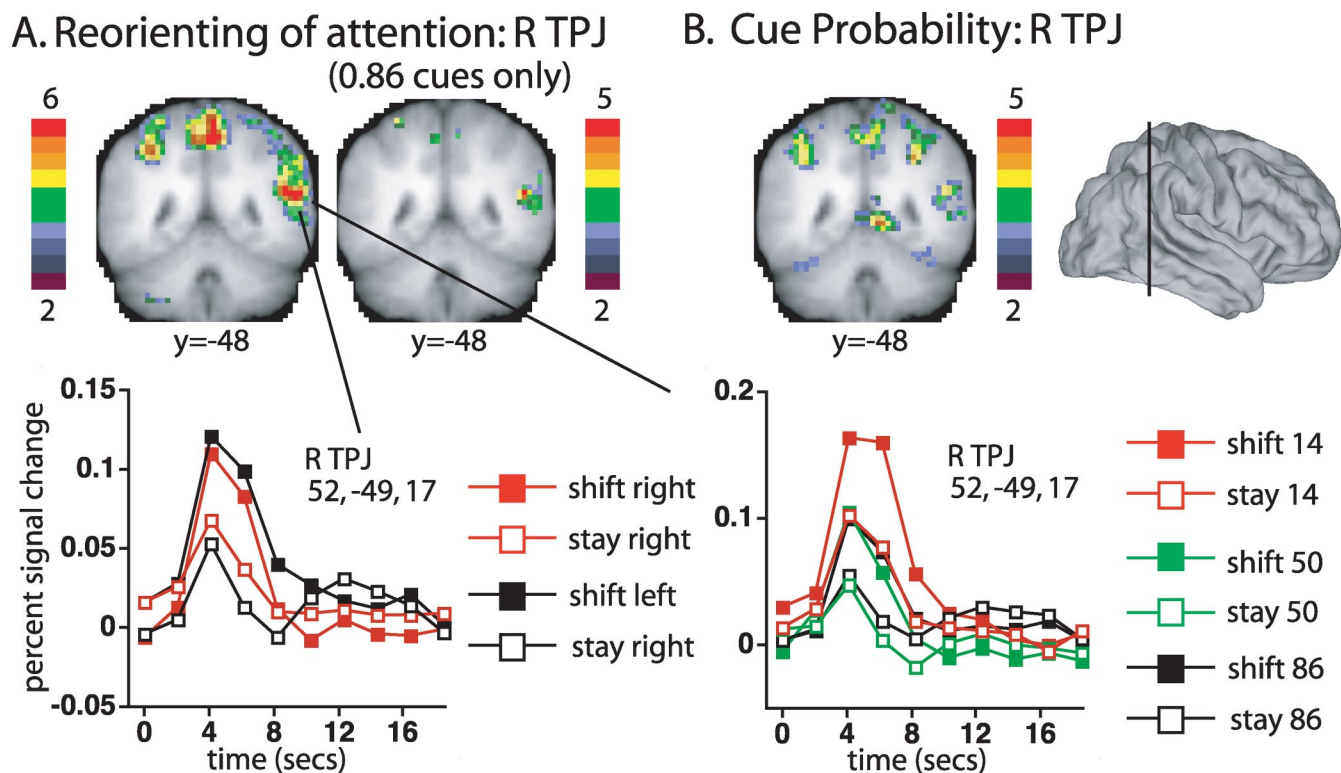 A. Reorienting of attention: R TPJ
(0.86 cues only)
B. Cue Probability: R TPJ
6
2
5
2
5
2
y=-48
y=-48
y=-48
percent signal change
0.15
0.1
0.05
0
-0.05
R TPJ
52, -49, 17
0 4 8 12 16
time (secs)
shift right
stay right
shift left
stay right
0.2
0.1
0
R TPJ
52, -49, 17
0 4 8 12 16
time (secs)
shift 14
stay 14
shift 50
stay 50
shift 86
stay 86